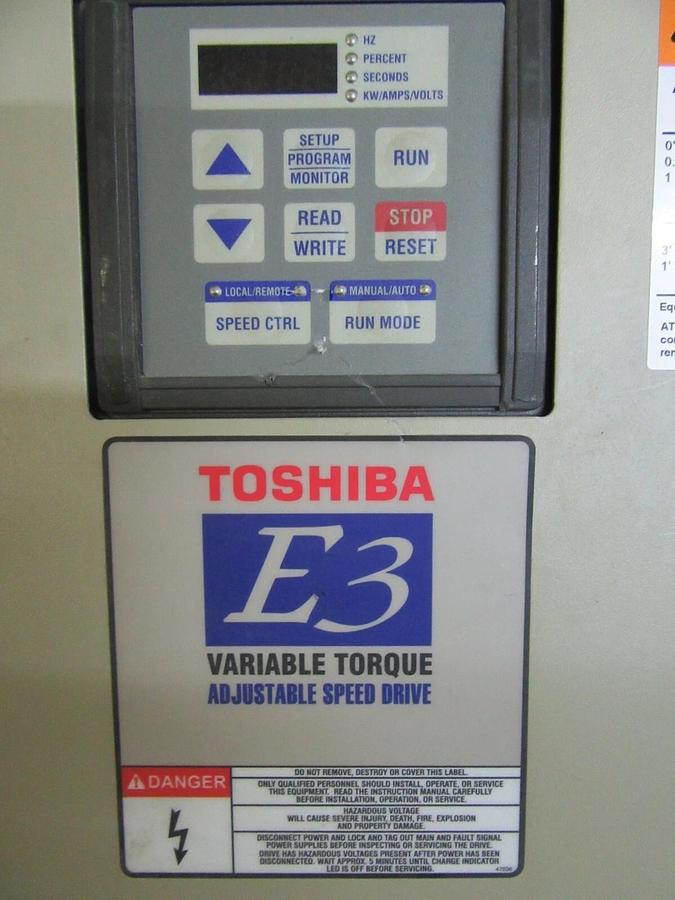 HZ
PERCENT
SECONDS
KW/AMPS/VOLTS
SETUP
PROGRAM
MONITOR
RUN
READ
WRITE
STOP
RESET
LOCAL/REMOTE
MANUAL/AUTO
SPEED CTRL
RUN MODE
TOSHIBA
E3
VARIABLE TORQUE
ADJUSTABLE SPEED DRIVE
DANGER
DO NOT REMOVE, DESTROY OR COVER THIS LABEL.
ONLY QUALIFIED PERSONNEL SHOULD INSTALL, OPERATE, OR SERVICE
THIS EQUIPMENT. READ THE INSTRUCTION MANUAL CAREFULLY
BEFORE INSTALLATION, OPERATION, OR SERVICE.
HAZARDOUS VOLTAGE
WILL CAUSE SEVERE INJURY, DEATH, FIRE, EXPLOSION
AND PROPERTY DAMAGE.
DISCONNECT POWER AND LOCK AND TAG OUT MAIN AND FAULT SIGNAL
POWER SUPPLIES BEFORE INSPECTING OR SERVICING THE DRIVE.
DRIVE HAS HAZARDOUS VOLTAGES PRESENT AFTER POWER HAS BEEN
DISCONNECTED. WAIT APPROX. 5 MINUTES UNTIL CHARGE INDICATOR
LED IS OFF BEFORE SERVICING.